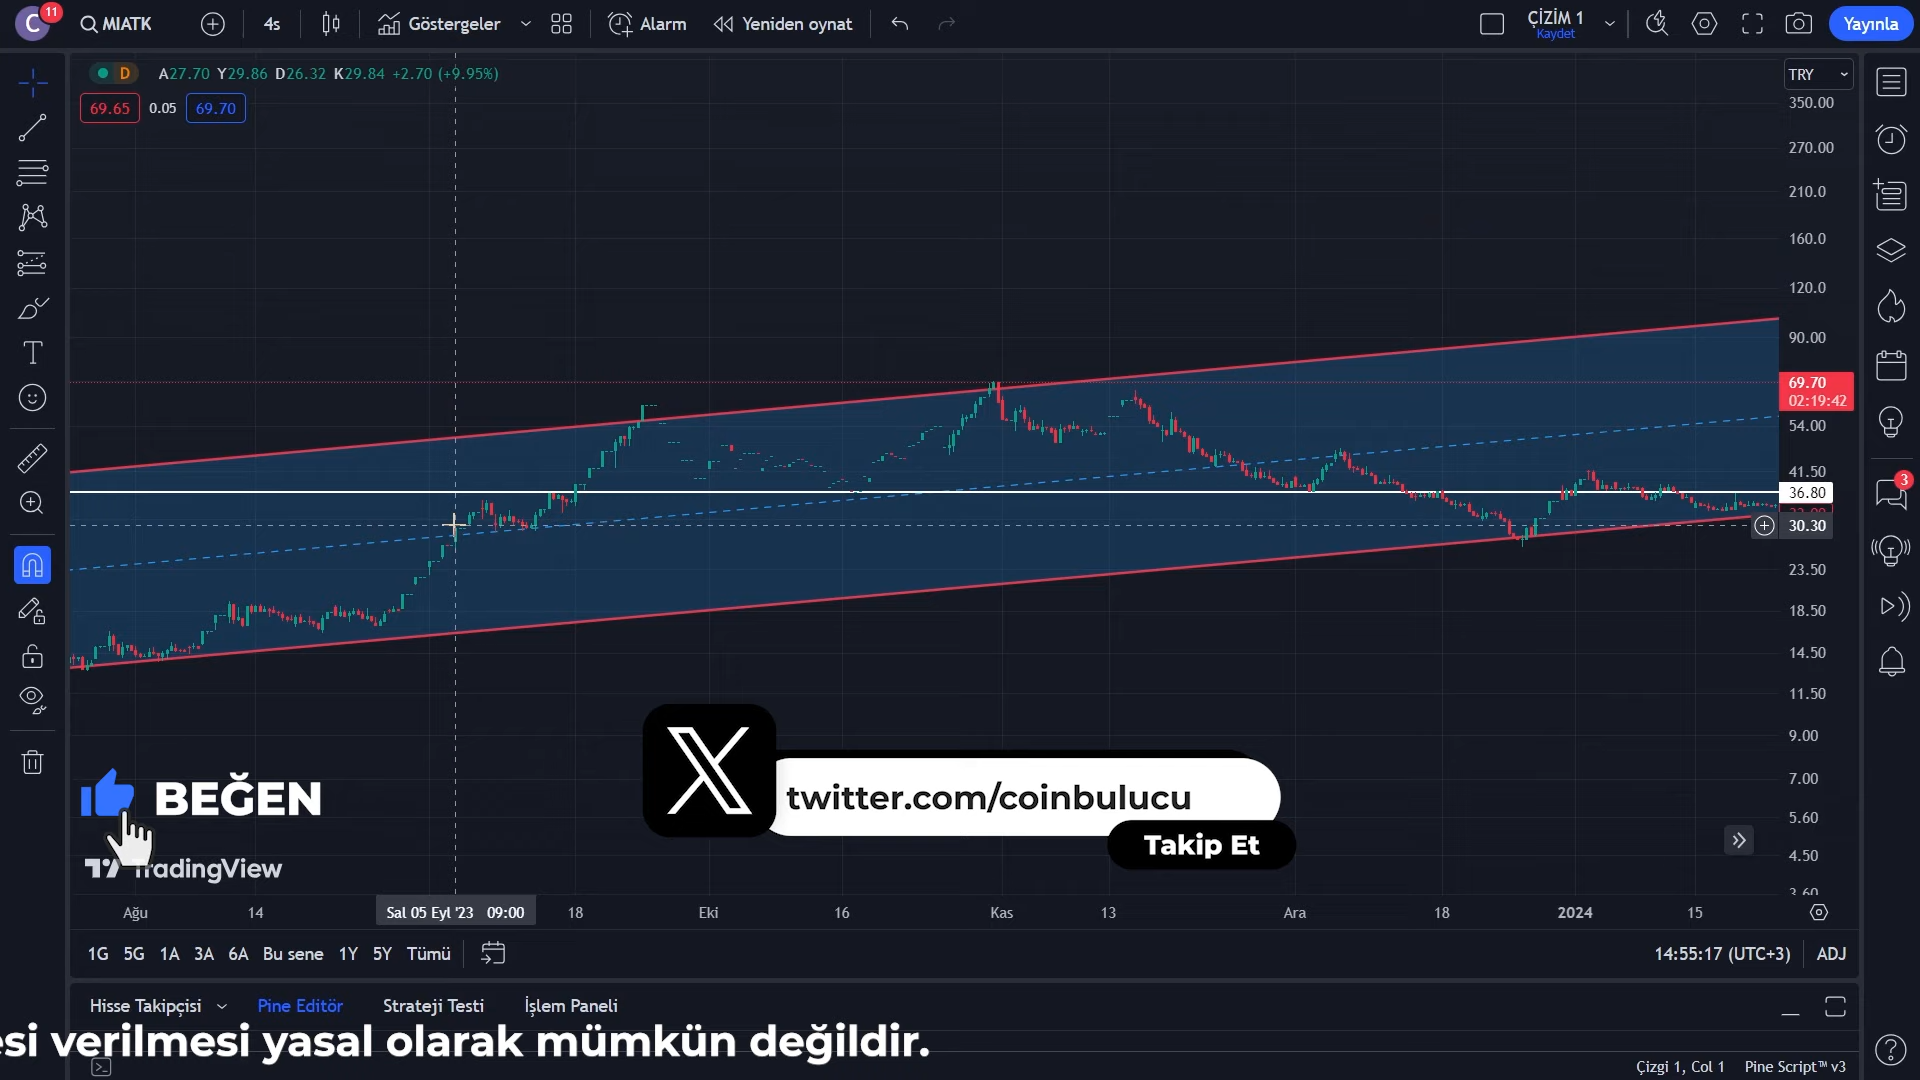 C 11 MIATK 4s Göstergeler Alarm Yeniden oynat ÇİZİM 1 Kaydet Yayınla
D A27.70 Y29.86 D26.32 K29.84 +2.70 (+9.95%)
69.65 0.05 69.70
TRY
350.00
270.00
210.0
160.0
120.0
90.00
69.70
02:19:42
54.00
41.50
36.80
30.30
23.50
18.50
14.50
11.50
9.00
7.00
5.60
4.50
3.60
3
BEĞEN
TradingView
twitter.com/coinbulucu
Takip Et
Ağu 14 Sal 05 Eyl '23 09:00 18 Eki 16 Kas 13 Ara 18 2024 15
1G 5G 1A 3A 6A Bu sene 1Y 5Y Tümü 14:55:17 (UTC+3) ADJ
Hisse Takipçisi Pine Editör Strateji Testi İşlem Paneli
esi verilmesi yasal olarak mümkün değildir.
Çizgi 1, Col 1 Pine Script™ v3